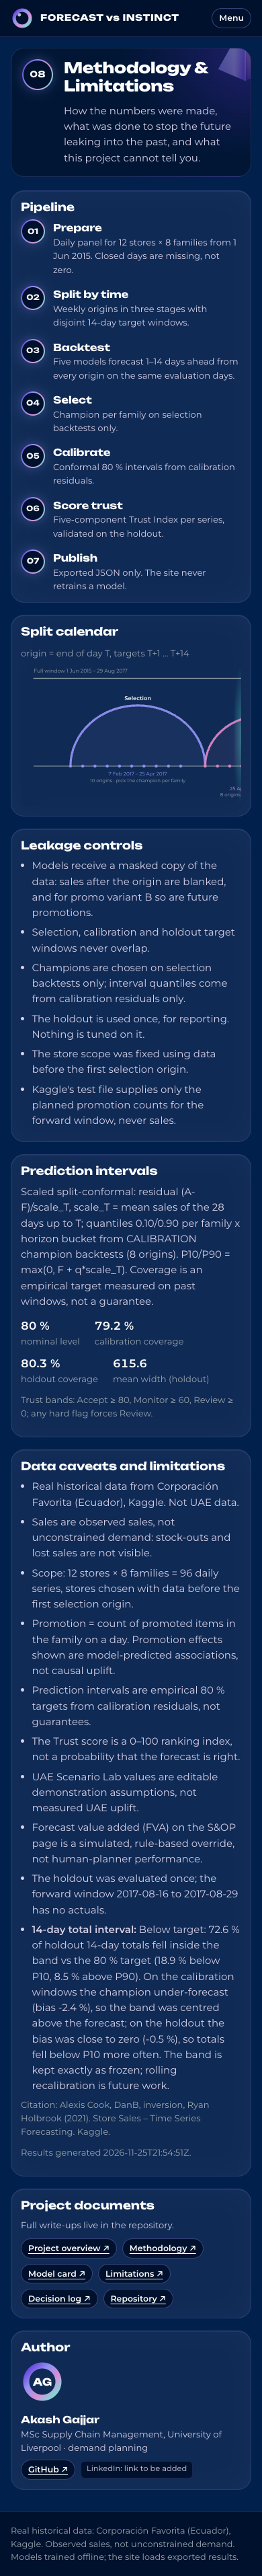 FORECAST vs INSTINCT
Menu
08
Methodology &
Limitations
How the numbers were made,
what was done to stop the future
leaking into the past, and what
this project cannot tell you.
Pipeline
01
Prepare
Daily panel for 12 stores × 8 families from 1
Jun 2015. Closed days are missing, not
zero.
02
Split by time
Weekly origins in three stages with
disjoint 14-day target windows.
03
Backtest
Five models forecast 1–14 days ahead from
every origin on the same evaluation days.
04
Select
Champion per family on selection
backtests only.
05
Calibrate
Conformal 80 % intervals from calibration
residuals.
06
Score trust
Five-component Trust Index per series,
validated on the holdout.
07
Publish
Exported JSON only. The site never
retrains a model.
Split calendar
origin = end of day T, targets T+1 … T+14
Full window 1 Jun 2015 – 29 Aug 2017
Selection
7 Feb 2017 – 25 Apr 2017
10 origins · pick the champion per family
8 origins
Leakage controls
• Models receive a masked copy of the
data: sales after the origin are blanked,
and for promo variant B so are future
promotions.
• Selection, calibration and holdout target
windows never overlap.
• Champions are chosen on selection
backtests only; interval quantiles come
from calibration residuals only.
• The holdout is used once, for reporting.
Nothing is tuned on it.
• The store scope was fixed using data
before the first selection origin.
• Kaggle's test file supplies only the
planned promotion counts for the
forward window, never sales.
Prediction intervals
Scaled split-conformal: residual (A-
F)/scale_T, scale_T = mean sales of the 28
days up to T; quantiles 0.10/0.90 per family x
horizon bucket from CALIBRATION
champion backtests (8 origins). P10/P90 =
max(0, F + q*scale_T). Coverage is an
empirical target measured on past
windows, not a guarantee.
80 %
nominal level
79.2 %
calibration coverage
80.3 %
holdout coverage
615.6
mean width (holdout)
Trust bands: Accept ≥ 80, Monitor ≥ 60, Review ≥
0; any hard flag forces Review.
Data caveats and limitations
• Real historical data from Corporación
Favorita (Ecuador), Kaggle. Not UAE data.
• Sales are observed sales, not
unconstrained demand: stock-outs and
lost sales are not visible.
• Scope: 12 stores × 8 families = 96 daily
series, stores chosen with data before the
first selection origin.
• Promotion = count of promoted items in
the family on a day. Promotion effects
shown are model-predicted associations,
not causal uplift.
• Prediction intervals are empirical 80 %
targets from calibration residuals, not
guarantees.
• The Trust score is a 0–100 ranking index,
not a probability that the forecast is right.
• UAE Scenario Lab values are editable
demonstration assumptions, not
measured UAE uplift.
• Forecast value added (FVA) on the S&OP
page is a simulated, rule-based override,
not human-planner performance.
• The holdout was evaluated once; the
forward window 2017-08-16 to 2017-08-29
has no actuals.
• 14-day total interval: Below target: 72.6 %
of holdout 14-day totals fell inside the
band vs the 80 % target (18.9 % below
P10, 8.5 % above P90). On the calibration
windows the champion under-forecast
(bias -2.4 %), so the band was centred
above the forecast; on the holdout the
bias was close to zero (-0.5 %), so totals
fell below P10 more often. The band is
kept exactly as frozen; rolling
recalibration is future work.
Citation: Alexis Cook, DanB, inversion, Ryan
Holbrook (2021). Store Sales – Time Series
Forecasting. Kaggle.
Results generated 2026-11-25T21:54:51Z.
Project documents
Full write-ups live in the repository.
Project overview ↗
Methodology ↗
Model card ↗
Limitations ↗
Decision log ↗
Repository ↗
Author
AG
Akash Gajjar
MSc Supply Chain Management, University of
Liverpool · demand planning
GitHub ↗
LinkedIn: link to be added
Real historical data: Corporación Favorita (Ecuador),
Kaggle. Observed sales, not unconstrained demand.
Models trained offline; the site loads exported results.